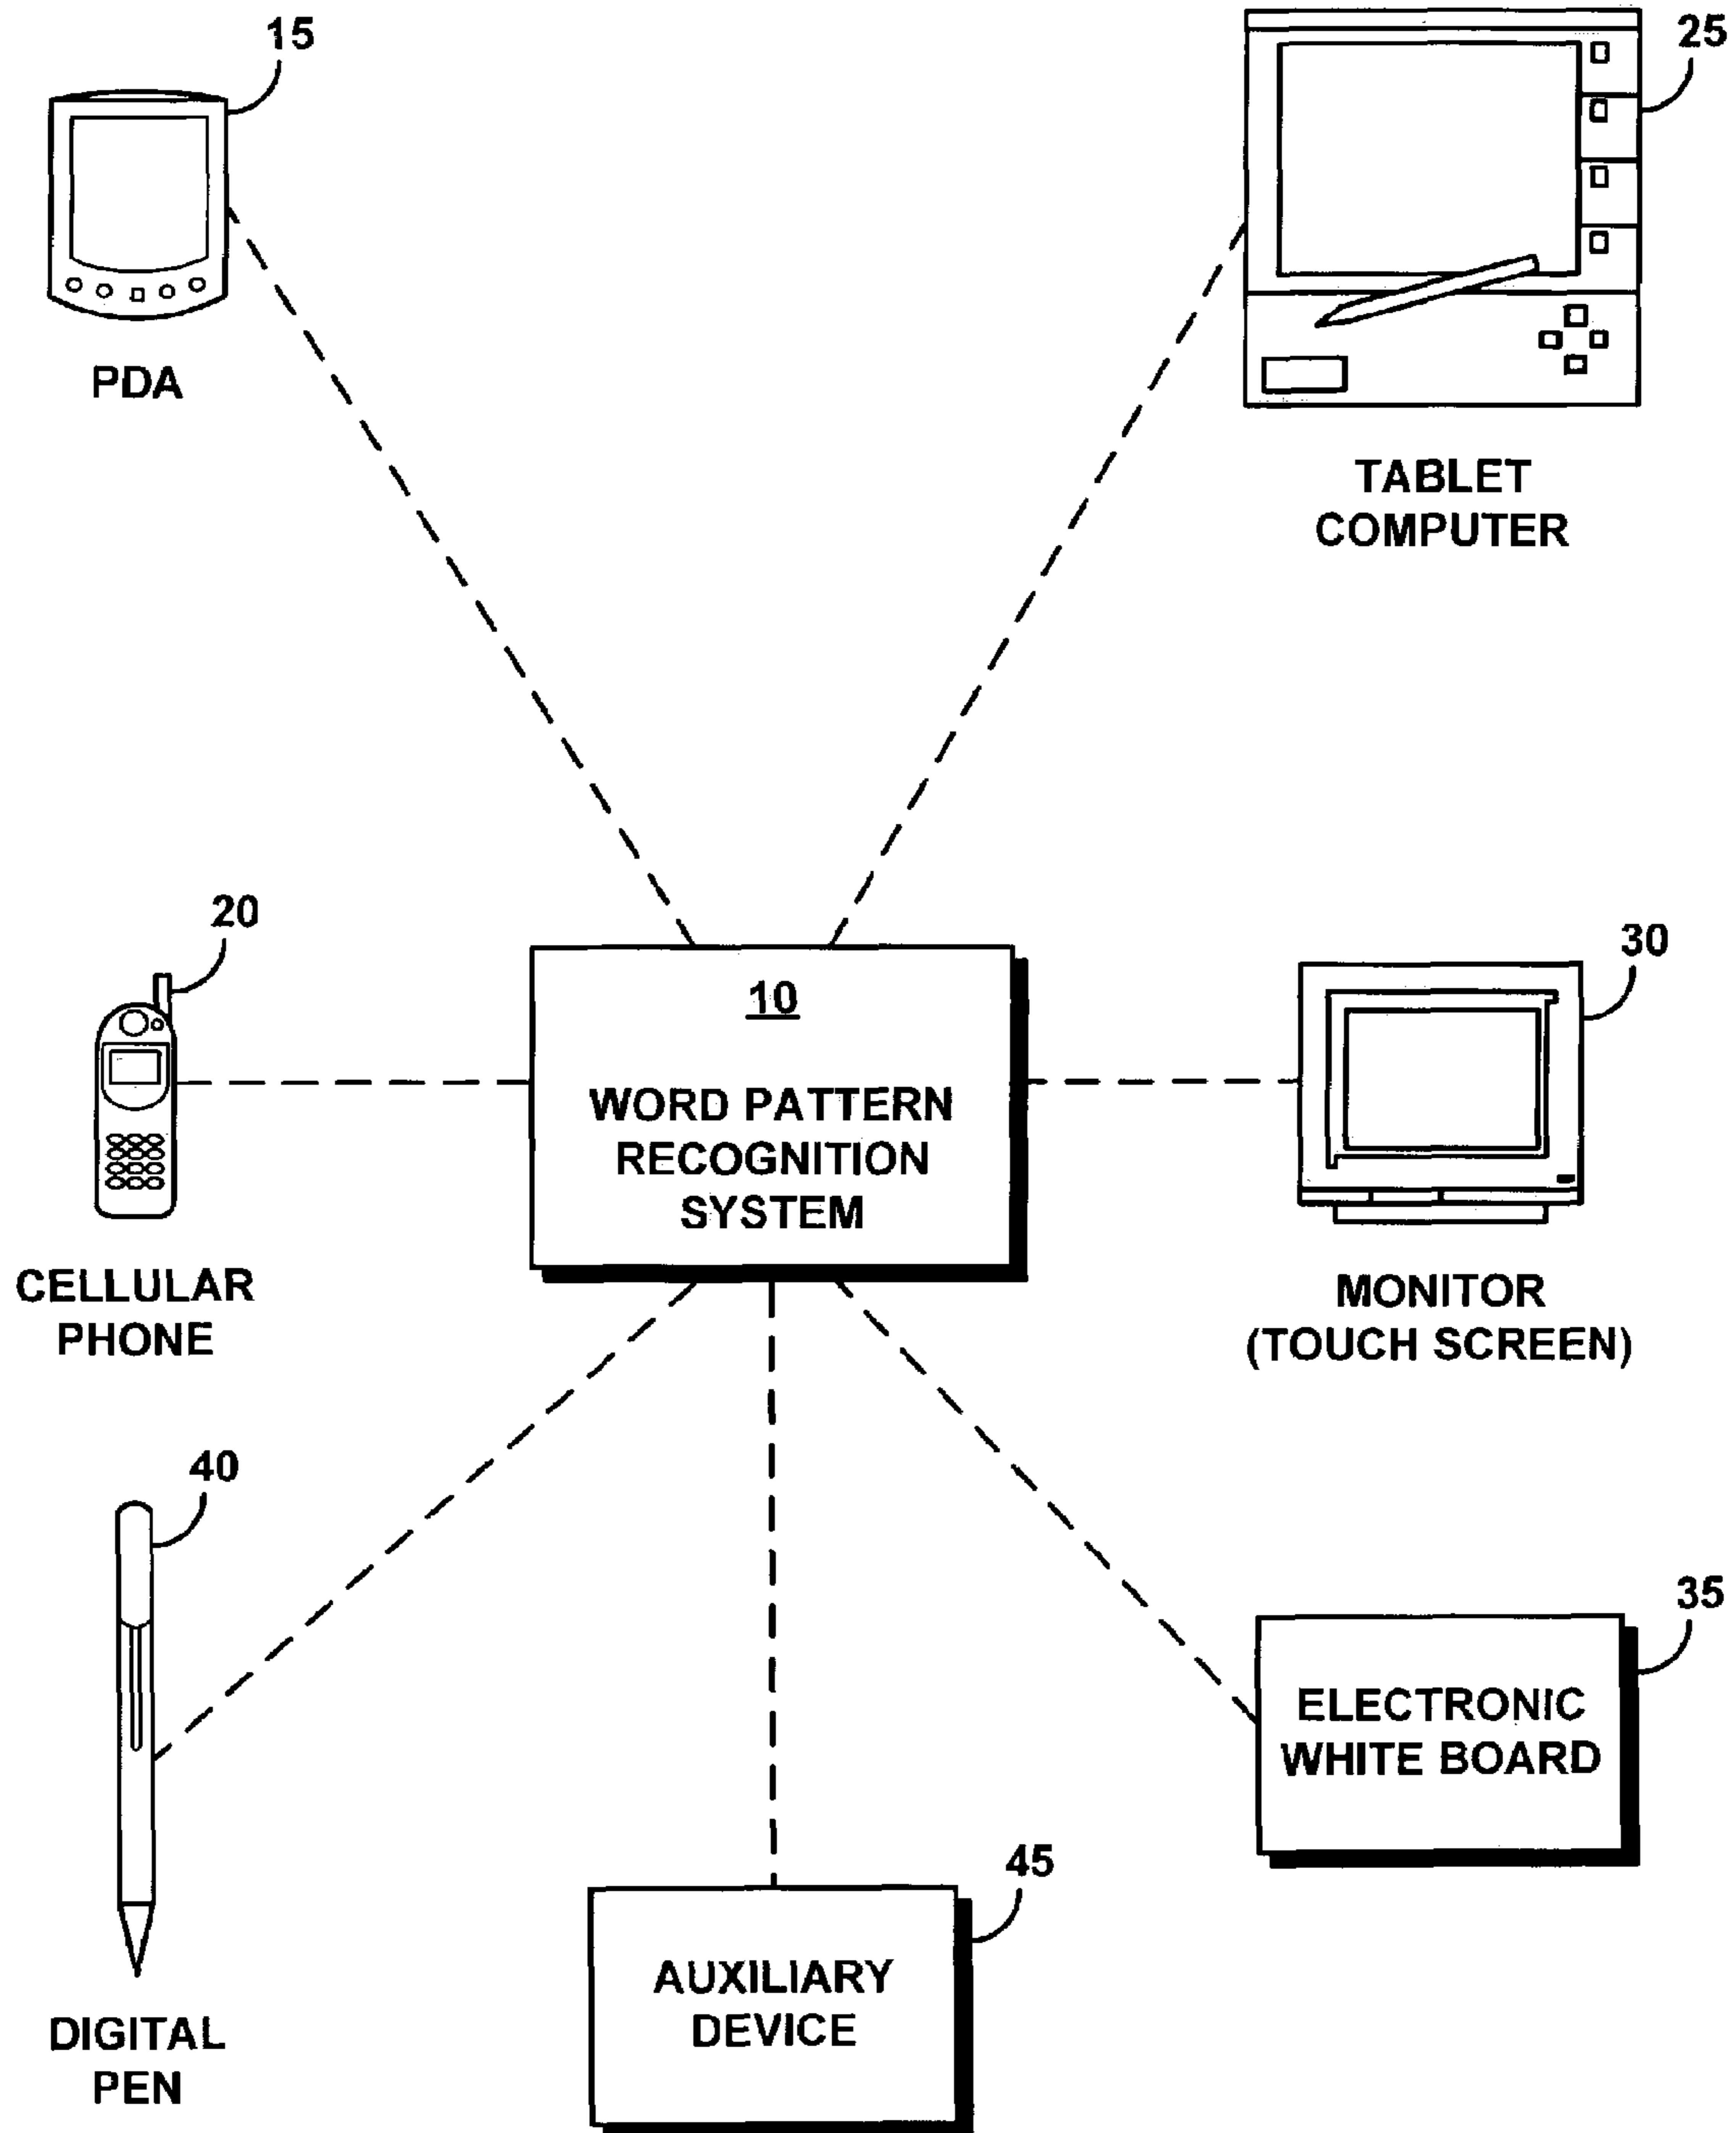 15
PDA
25
TABLET
COMPUTER
20
CELLULAR
PHONE
10
WORD PATTERN
RECOGNITION
SYSTEM
30
MONITOR
(TOUCH SCREEN)
40
DIGITAL
PEN
45
AUXILIARY
DEVICE
35
ELECTRONIC
WHITE BOARD